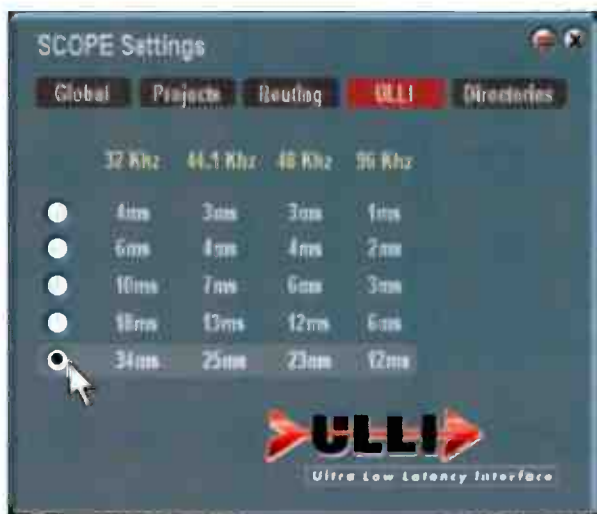 SCOPE Settings
Global Projects Routing ULLI Directories
32 Khz 44.1 Khz 48 Khz 96 Khz
4ms 3ms 3ms 1ms
6ms 4ms 4ms 2ms
10ms 7ms 6ms 3ms
18ms 13ms 12ms 6ms
34ms 25ms 23ms 12ms
ULLI
Ultra Low Latency Interface